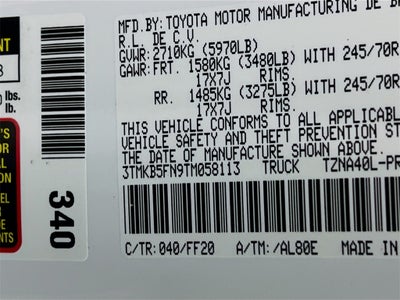 MFD.BY: TOYOTA MOTOR MANUFACTURING DE B
R.L. DE C.V.
GVWR: 2710KG (5970LB)
GAWR: FRT. 1580KG (3480LB) WITH 245/70R
17X7J RIMS.
RR. 1485KG (3275LB) WITH 245/70R
17X7J RIMS.
THIS VEHICLE CONFORMS TO ALL APPLICABL
VEHICLE SAFETY AND THEFT PREVENTION ST
THE DATE OF MANUFACTURE SHOWN ABOVE.
3TMKB5FN9TM058113 TRUCK TZNA40L-PR
C/TR: 040/FF20 A/TM: /AL80E MADE IN
340
lbs.
lb.